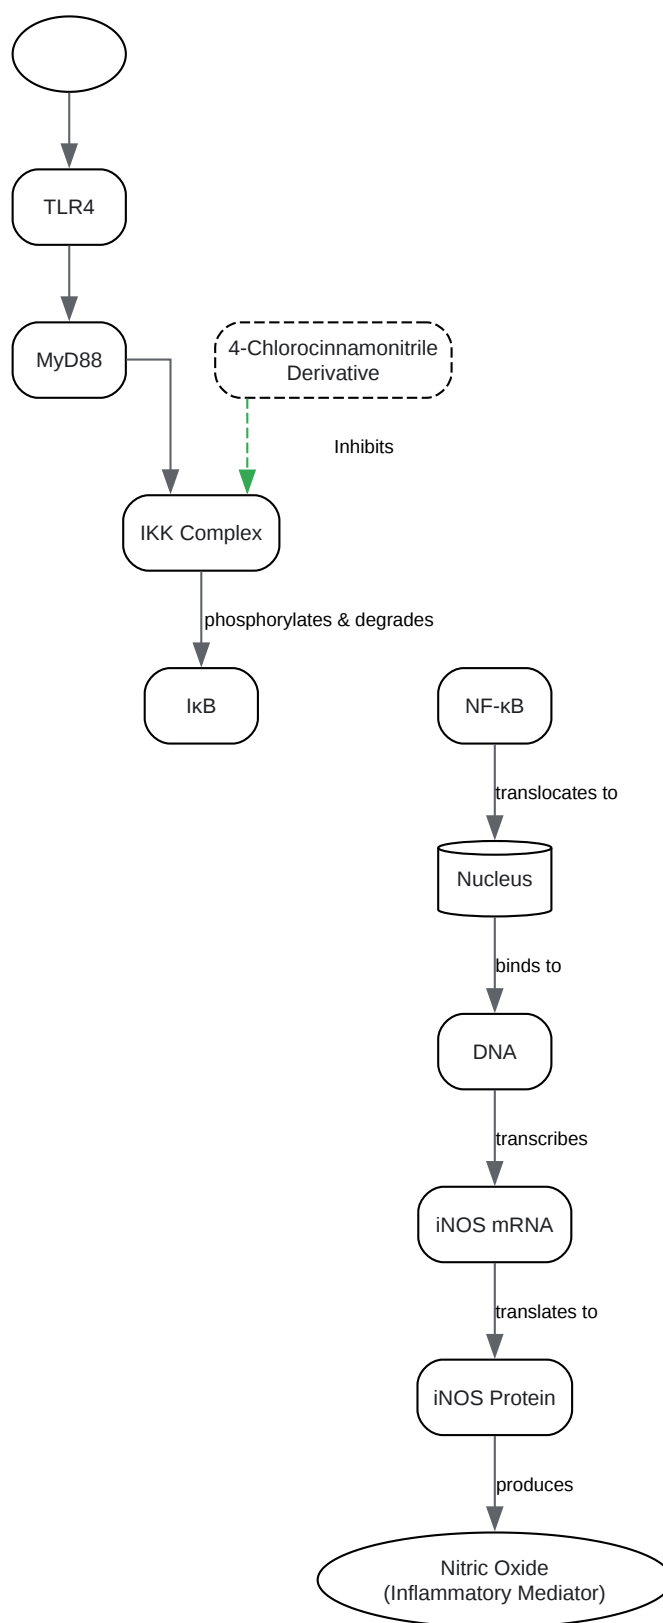 TLR4
MyD88
4-Chlorocinnamonitrile
Derivative
Inhibits
IKK Complex
phosphorylates & degrades
IκB
NF-κB
translocates to
Nucleus
binds to
DNA
transcribes
iNOS mRNA
translates to
iNOS Protein
produces
Nitric Oxide
(Inflammatory Mediator)